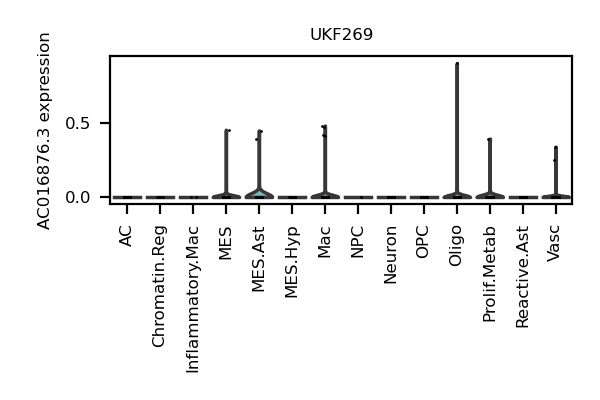 UKF269
AC016876.3 expression
0.5
0.0
AC
Chromatin.Reg
Inflammatory.Mac
MES
MES.Ast
MES.Hyp
Mac
NPC
Neuron
OPC
Oligo
Prolif.Metab
Reactive.Ast
Vasc